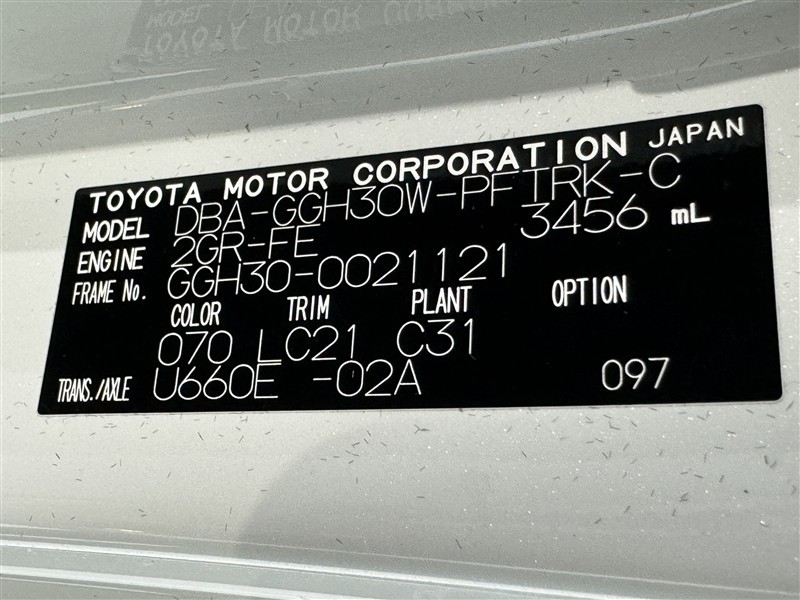 TOYOTA MOTOR CORPORATION JAPAN
MODEL DBA-GGH30W-PFTRK-C
ENGINE 2GR-FE 3456 mL
FRAME No. GGH30-0021121
COLOR TRIM PLANT OPTION
070 LC21 C31
TRANS./AXLE U660E -02A 097